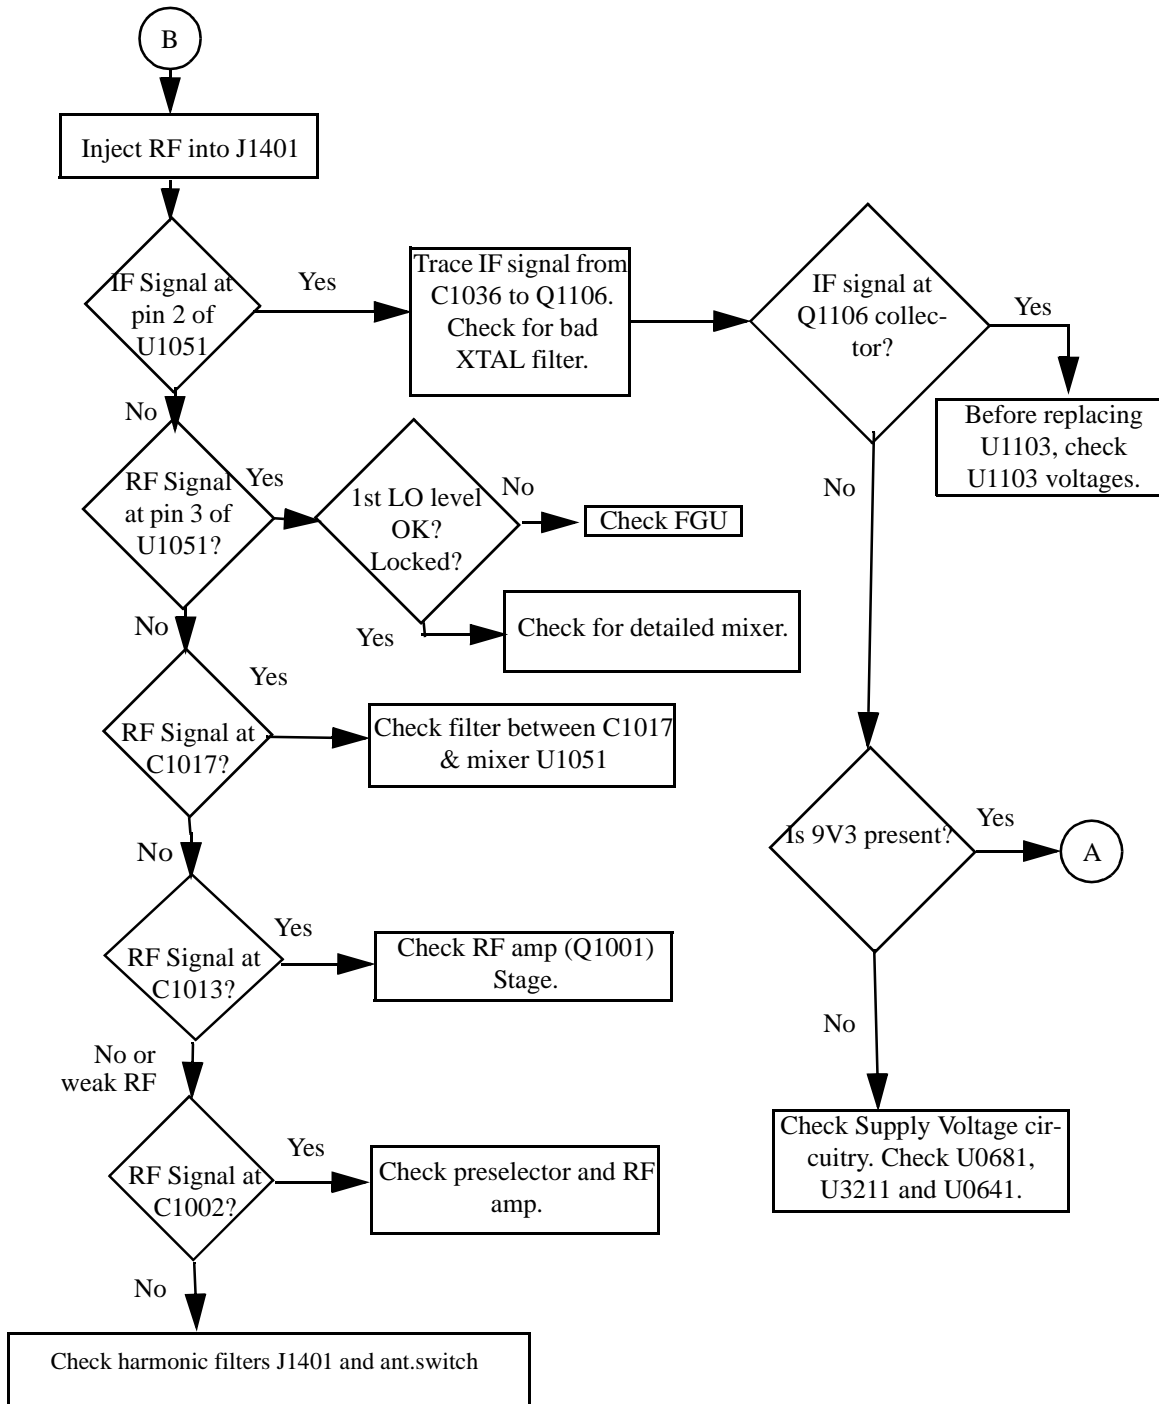 B
Inject RF into J1401
IF Signal at
pin 2 of
U1051
Yes
Trace IF signal from
C1036 to Q1106.
Check for bad
XTAL filter.
IF signal at
Q1106 collec-
tor?
Yes
Before replacing
U1103, check
U1103 voltages.
No
No
RF Signal
at pin 3 of
U1051?
Yes
1st LO level
OK?
Locked?
No
Check FGU
Yes
Check for detailed mixer.
No
RF Signal at
C1017?
Yes
Check filter between C1017
& mixer U1051
Is 9V3 present?
Yes
A
No
RF Signal at
C1013?
Yes
Check RF amp (Q1001)
Stage.
No
Check Supply Voltage cir-
cuitry. Check U0681,
U3211 and U0641.
No or
weak RF
RF Signal at
C1002?
Yes
Check preselector and RF
amp.
No
Check harmonic filters J1401 and ant.switch